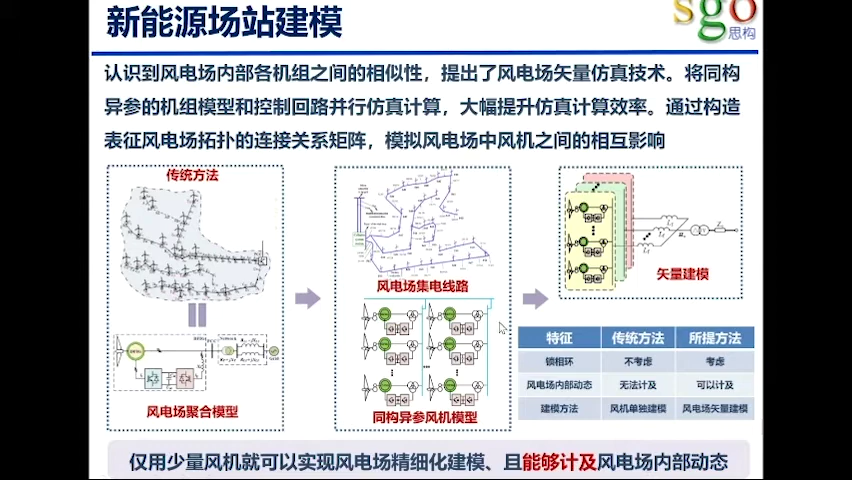 新能源场站建模
sgo
思构
认识到风电场内部各机组之间的相似性，提出了风电场矢量仿真技术。将同构
异参的机组模型和控制回路并行仿真计算，大幅提升仿真计算效率。通过构造
表征风电场拓扑的连接关系矩阵，模拟风电场中风机之间的相互影响
传统方法
风电场聚合模型
风电场集电线路
同构异参风机模型
矢量建模
特征 传统方法 所提方法
锁相环 不考虑 考虑
风电场内部动态 无法计及 可以计及
建模方法 风机单独建模 风电场矢量建模
仅用少量风机就可以实现风电场精细化建模、且能够计及风电场内部动态